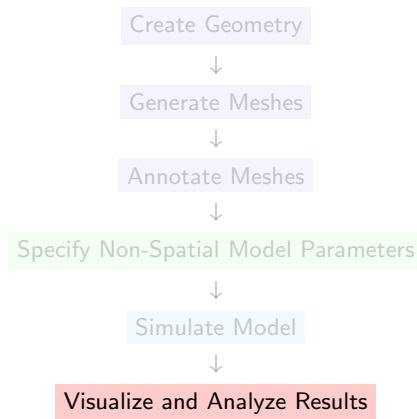 Create Geometry
↓
Generate Meshes
↓
Annotate Meshes
↓
Specify Non-Spatial Model Parameters
↓
Simulate Model
↓
Visualize and Analyze Results